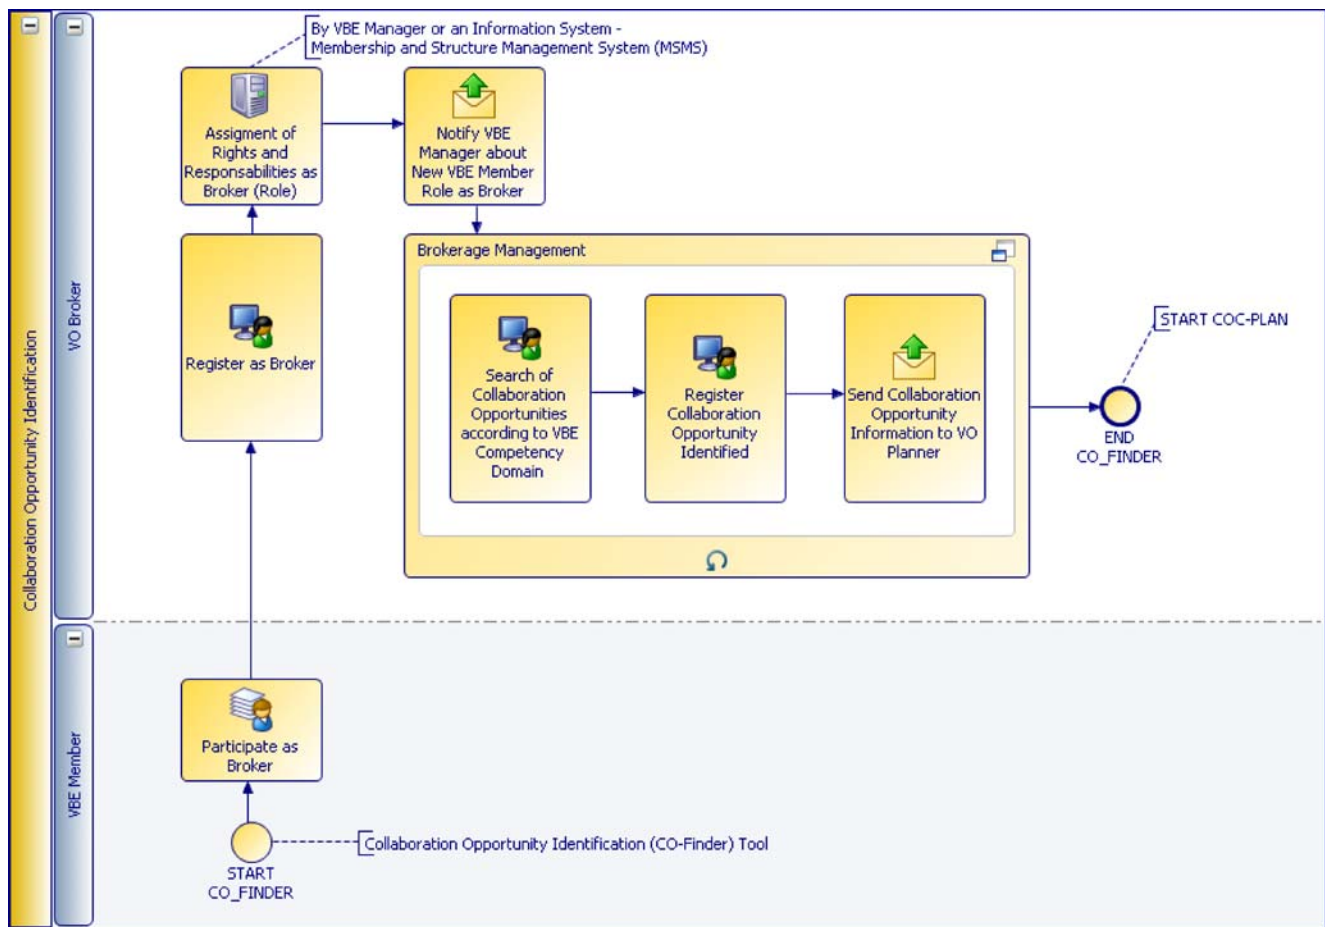 Collaboration Opportunity Identification
VO Broker
By VBE Manager or an Information System -
Membership and Structure Management System (MSMS)
Assigment of
Rights and
Responsabilities as
Broker (Role)
Notify VBE
Manager about
New VBE Member
Role as Broker
Register as Broker
Brokerage Management
Search of
Collaboration
Opportunities
according to VBE
Competency
Domain
Register
Collaboration
Opportunity
Identified
Send Collaboration
Opportunity
Information to VO
Planner
START COC-PLAN
END
CO_FINDER
VBE Member
Participate as
Broker
START
CO_FINDER
Collaboration Opportunity Identification (CO-Finder) Tool